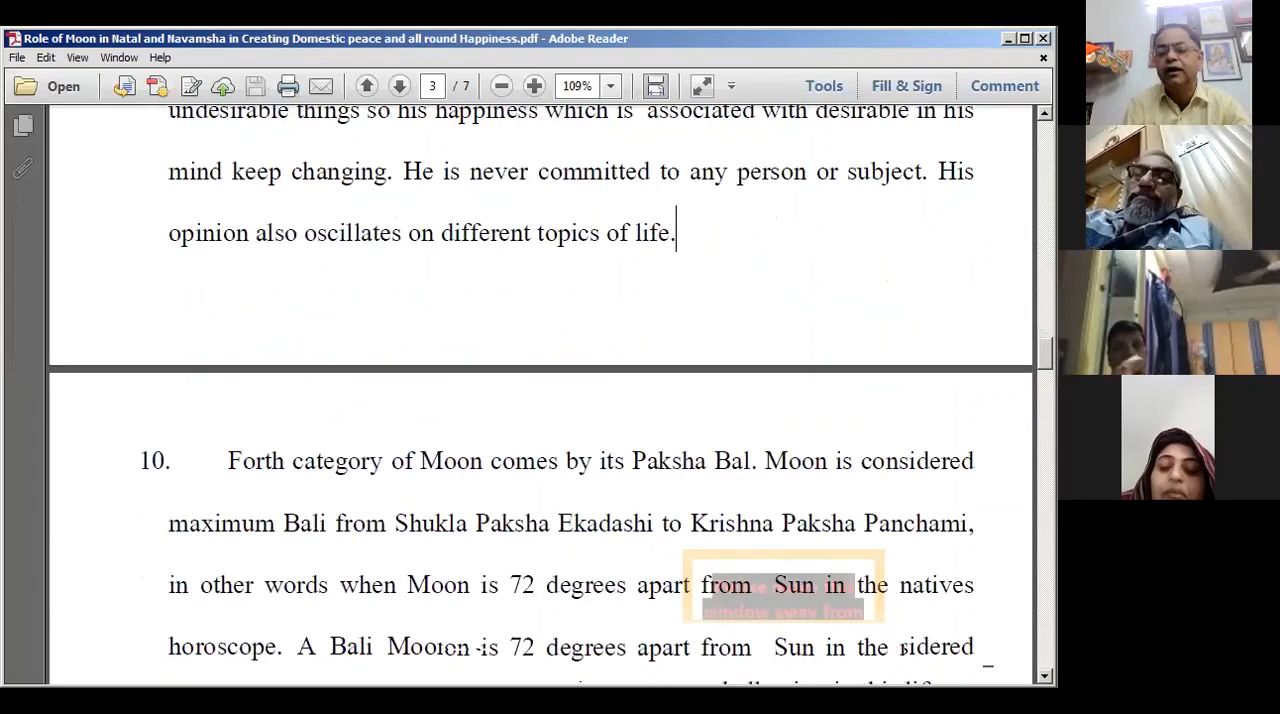 Role of Moon in Natal and Navamsha in Creating Domestic peace and all round Happiness.pdf - Adobe Reader
File Edit View Window Help
Open 3 / 7 109% Tools Fill & Sign Comment
undesirable things so his happiness which is associated with desirable in his
mind keep changing. He is never committed to any person or subject. His
opinion also oscillates on different topics of life.
10. Forth category of Moon comes by its Paksha Bal. Moon is considered
maximum Bali from Shukla Paksha Ekadashi to Krishna Paksha Panchami,
in other words when Moon is 72 degrees apart from Sun in the natives
window away from
horoscope. A Bali is 72 degrees apart from Sun in the